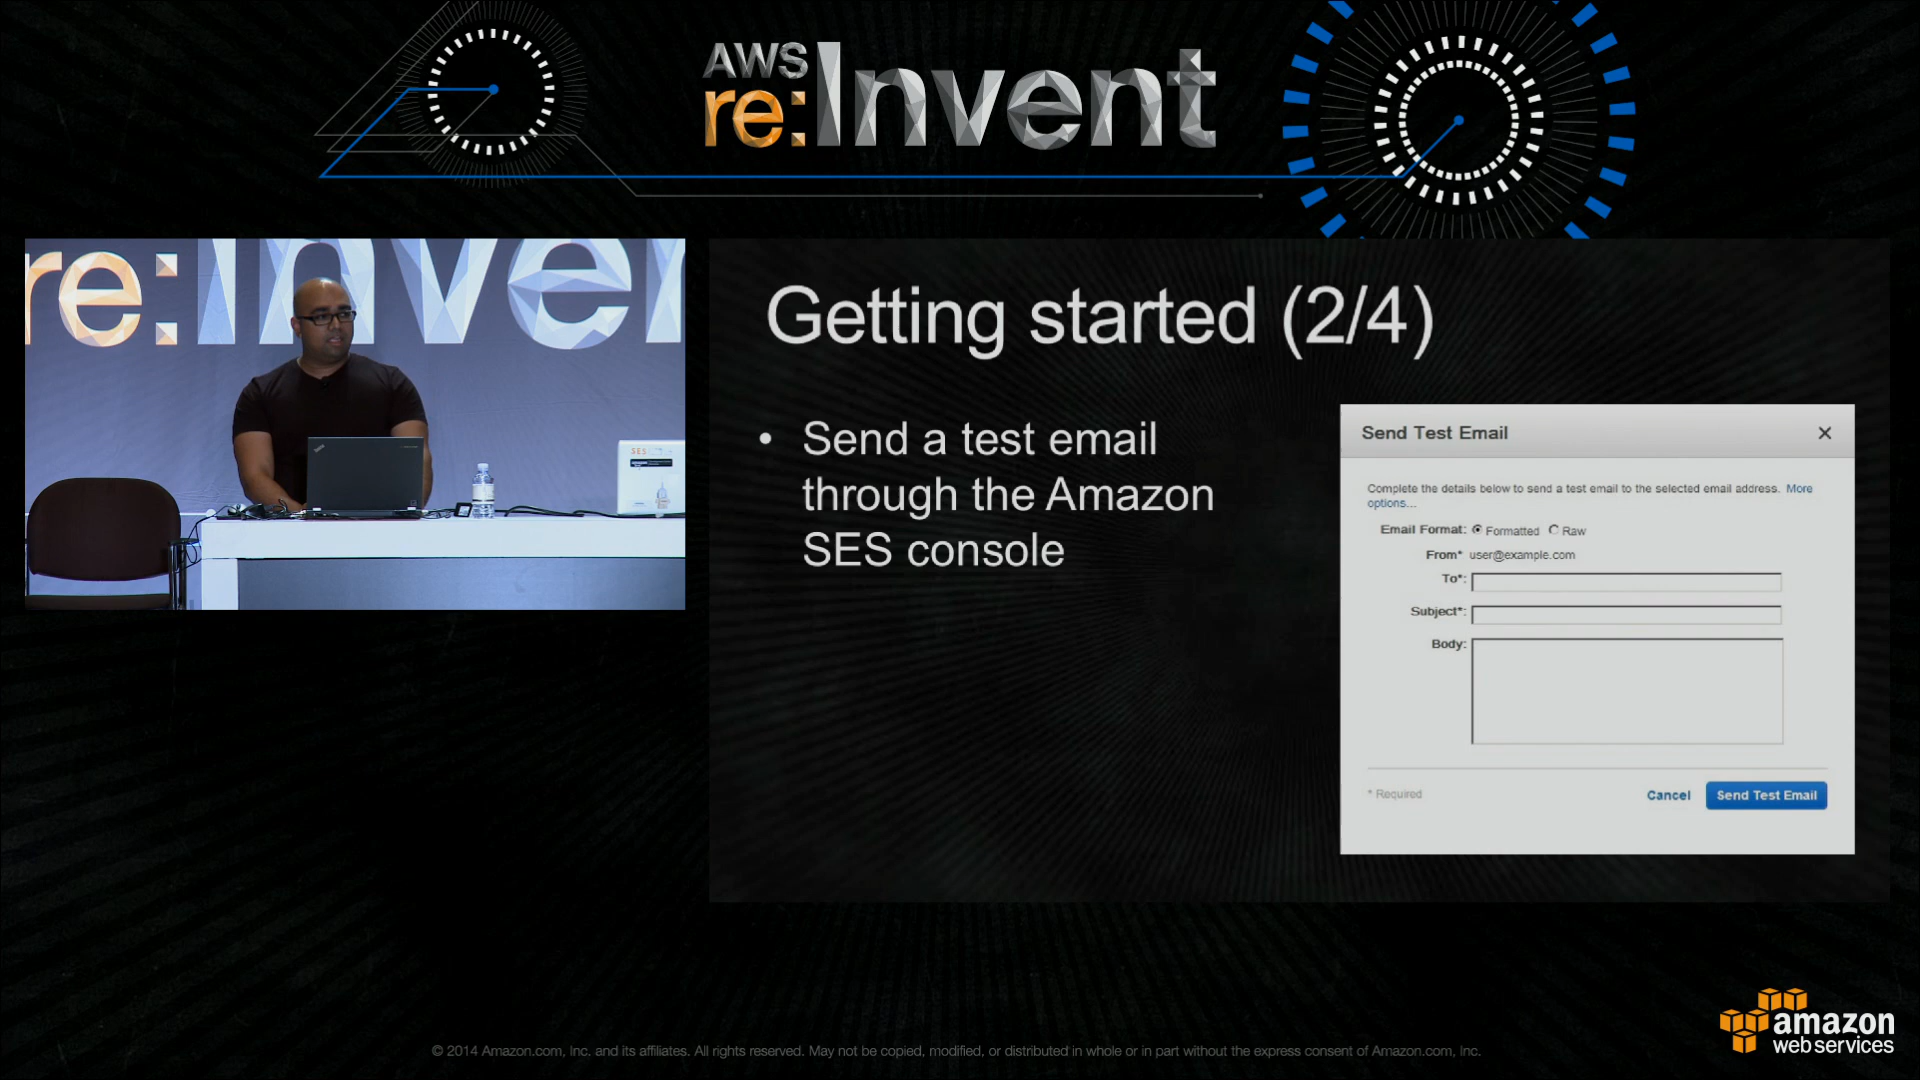 AWS
re:Invent
re:Inven
SES
Getting started (2/4)
• Send a test email
through the Amazon
SES console
Send Test Email
Complete the details below to send a test email to the selected email address. More
options...
Email Format: Formatted Raw
From* user@example.com
To*:
Subject*:
Body:
* Required
Cancel Send Test Email
amazon
web services
© 2014 Amazon.com, Inc. and its affiliates. All rights reserved. May not be copied, modified, or distributed in whole or in part without the express consent of Amazon.com, Inc.